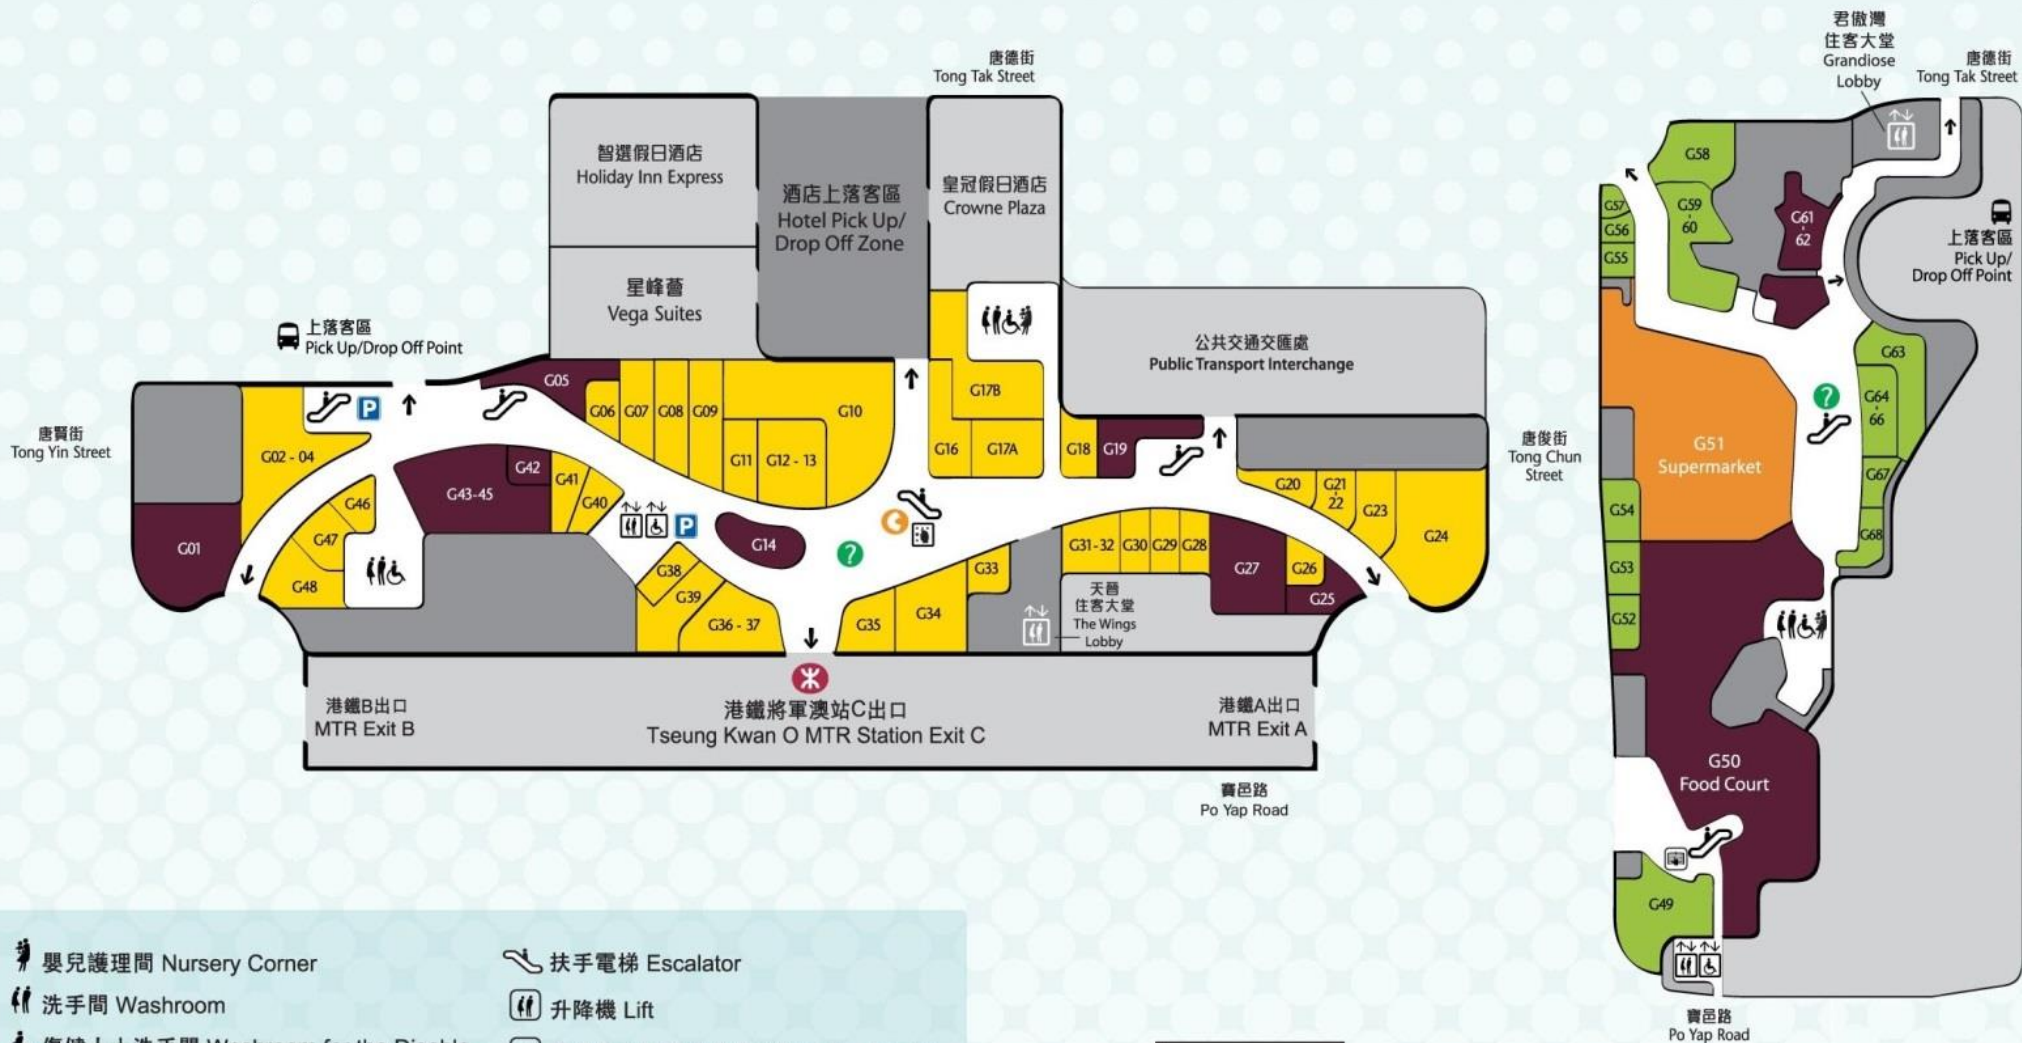 唐德街
Tong Tak Street
智選假日酒店
Holiday Inn Express
酒店上落客區
Hotel Pick Up/
Drop Off Zone
皇冠假日酒店
Crowne Plaza
星峰薈
Vega Suites
上落客區
Pick Up/Drop Off Point
公共交通交匯處
Public Transport Interchange
唐賢街
Tong Yin Street
唐俊街
Tong Chun
Street
P
G01
G02 - 04
G05
G06
G07
G08
G09
G10
G11
G12 - 13
G14
G16
G17A
G17B
G18
G19
G20
G21
-
22
G23
G24
G25
G26
G27
G28
G29
G30
G31-32
G33
G34
G35
G36 - 37
G38
G39
G40
G41
G42
G43-45
G46
G47
G48
P
?
天晉
住客大堂
The Wings
Lobby
港鐵B出口
MTR Exit B
港鐵將軍澳站C出口
Tseung Kwan O MTR Station Exit C
港鐵A出口
MTR Exit A
寶邑路
Po Yap Road
君傲灣
住客大堂
Grandiose
Lobby
唐德街
Tong Tak Street
上落客區
Pick Up/
Drop Off Point
G58
G57
G56
G55
G59
-
60
G61
-
62
G63
G64
-
66
G67
G68
?
G51
Supermarket
G54
G53
G52
G50
Food Court
G49
寶邑路
Po Yap Road
嬰兒護理間 Nursery Corner
扶手電梯 Escalator
洗手間 Washroom
升降機 Lift